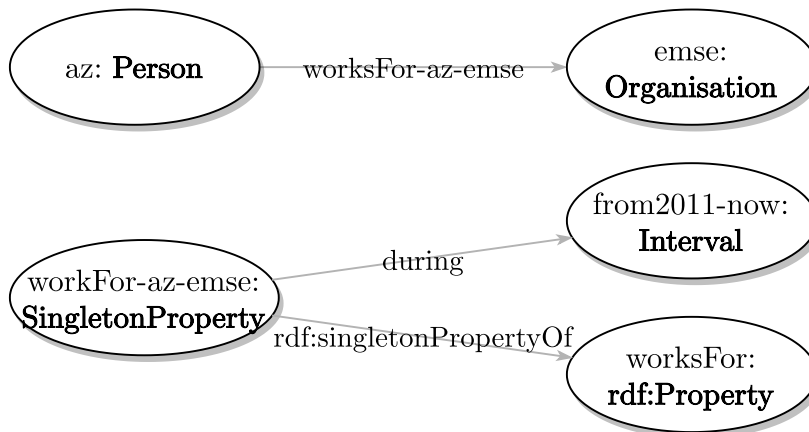 az: Person
worksFor-az-emse
emse:
Organisation
from2011-now:
Interval
during
workFor-az-emse:
SingletonProperty
rdf:singletonPropertyOf
worksFor:
rdf:Property